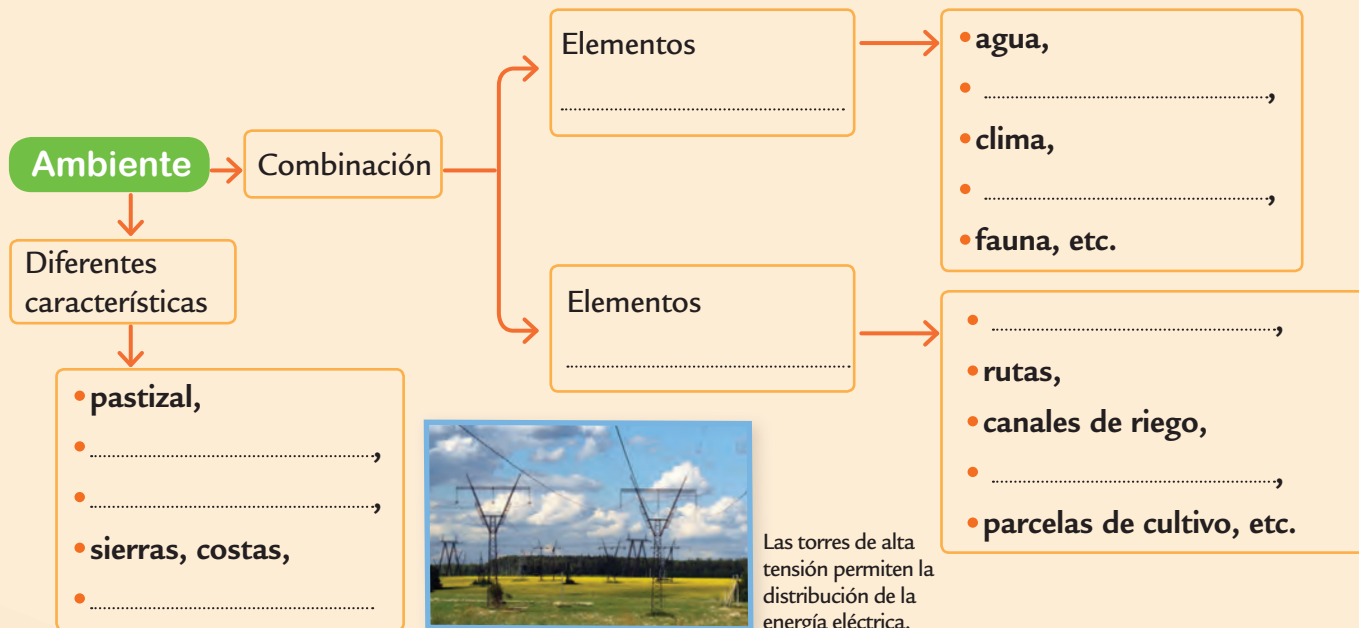 Ambiente
Combinación
Elementos
agua,
,
clima,
,
fauna, etc.
Elementos
,
rutas,
canales de riego,
,
parcelas de cultivo, etc.
Diferentes
características
pastizal,
,
,
sierras, costas,
Las torres de alta
tensión permiten la
distribución de la
energía eléctrica.